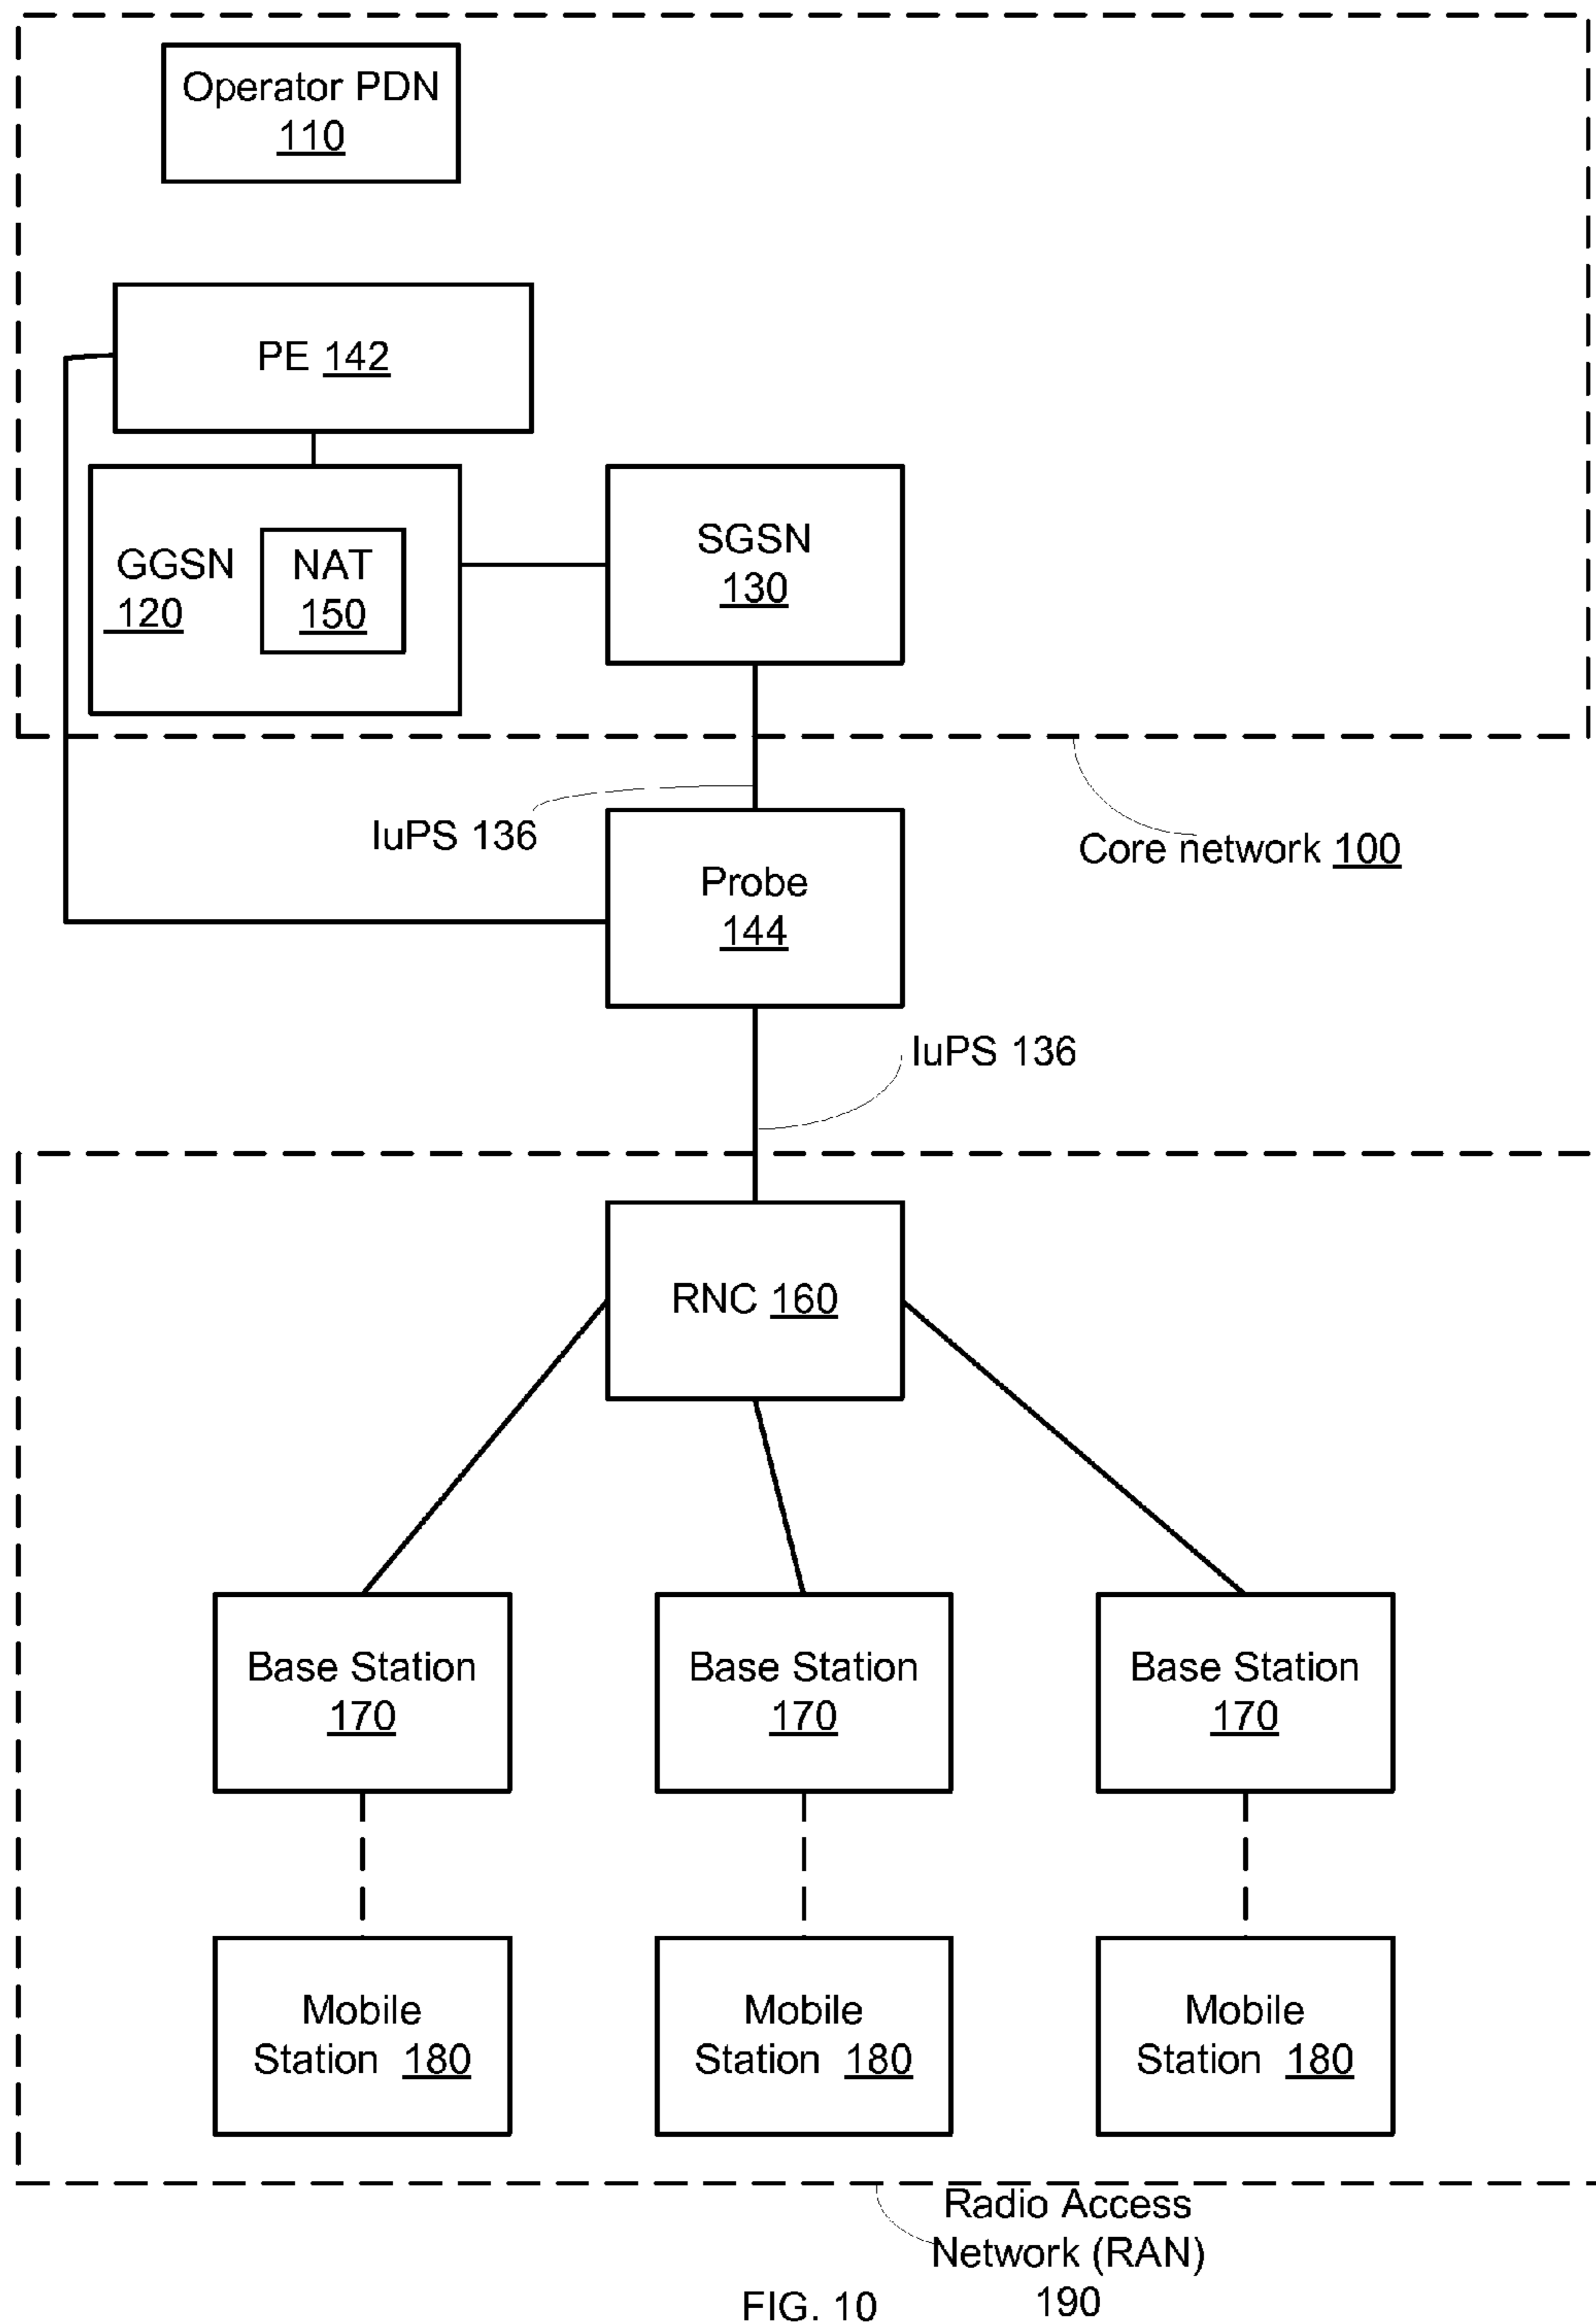 Operator PDN
110
PE 142
GGSN
120
NAT
150
SGSN
130
IuPS 136
Core network 100
Probe
144
IuPS 136
RNC 160
Base Station
170
Base Station
170
Base Station
170
Mobile
Station 180
Mobile
Station 180
Mobile
Station 180
Radio Access
Network (RAN)
190
FIG. 10